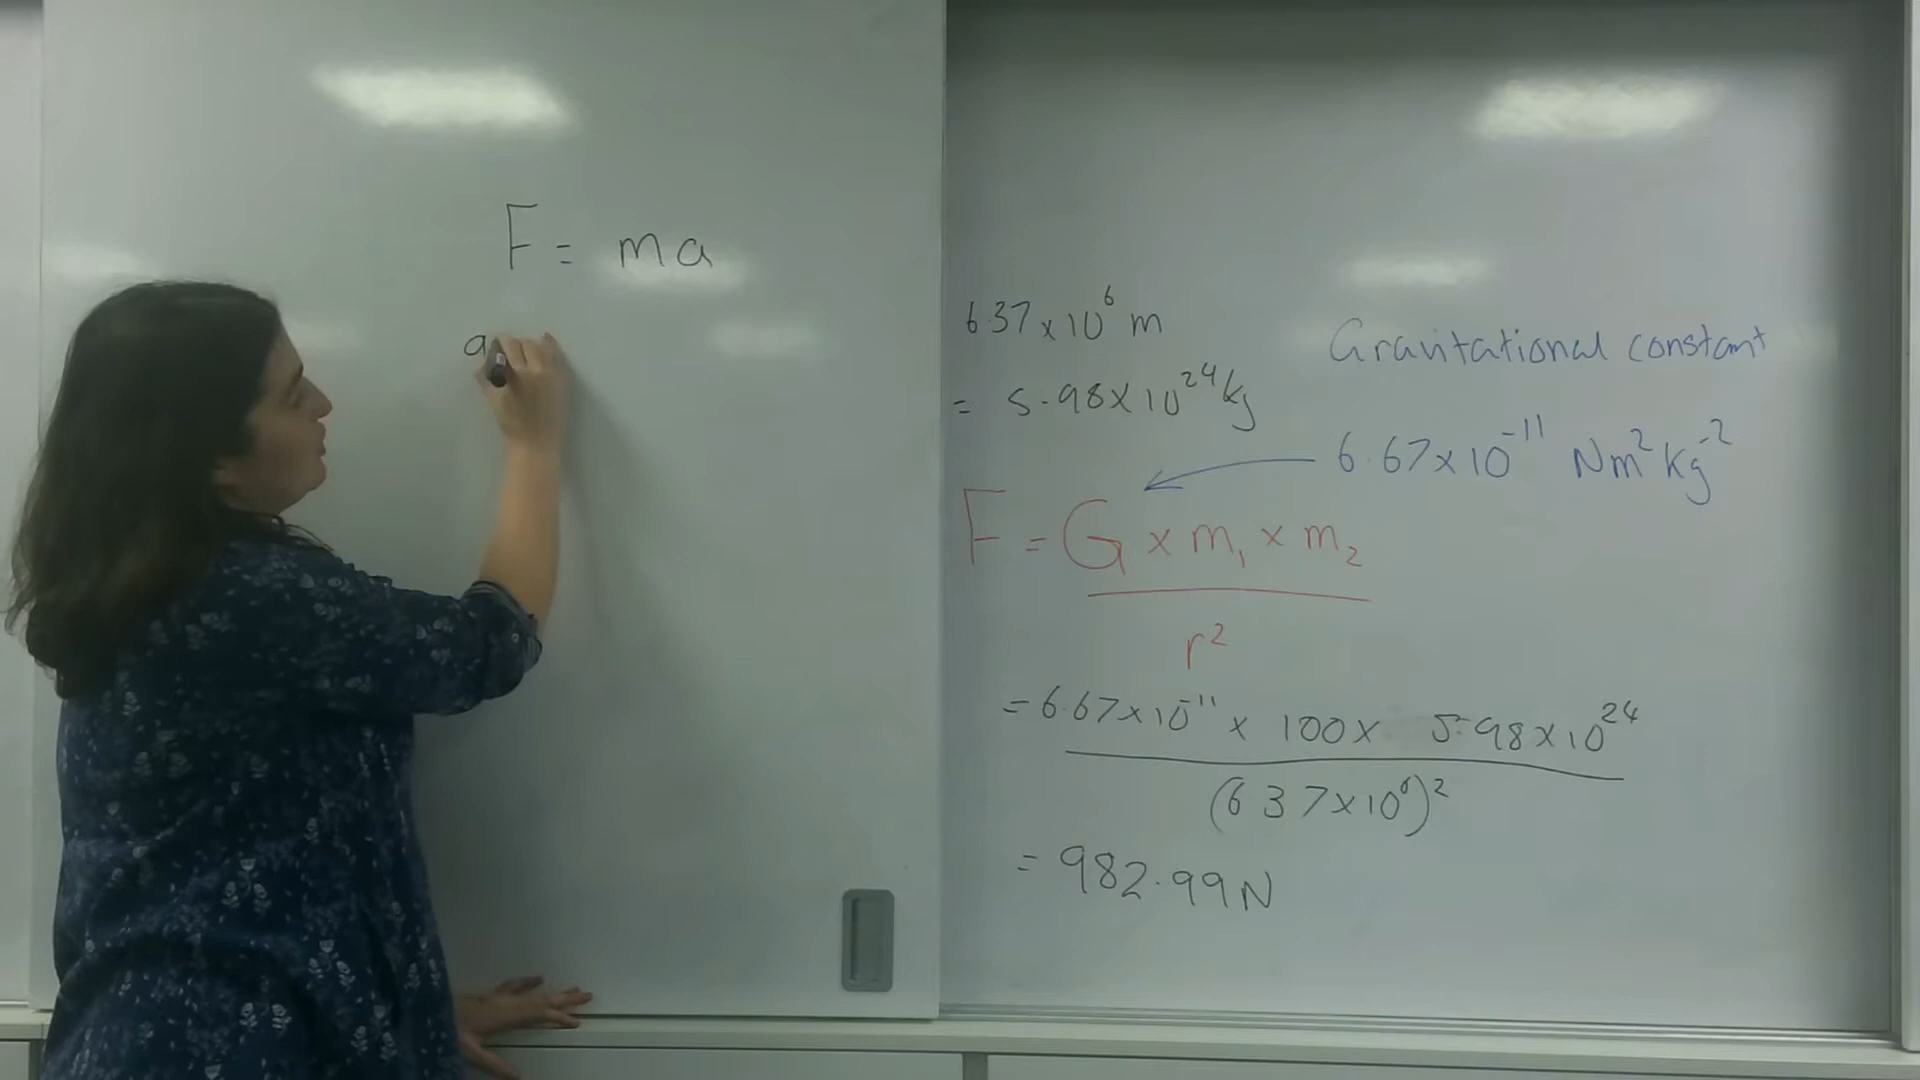 F = ma
a
6.37 x 10⁶ m
= 5.98 x 10²⁴ kg
Gravitational constant
6.67 x 10⁻¹¹ Nm² kg⁻²
F = G x m₁ x m₂
r²
= 6.67 x 10⁻¹¹ x 100 x 5.98 x 10²⁴
(6.37 x 10⁶)²
= 982.99 N